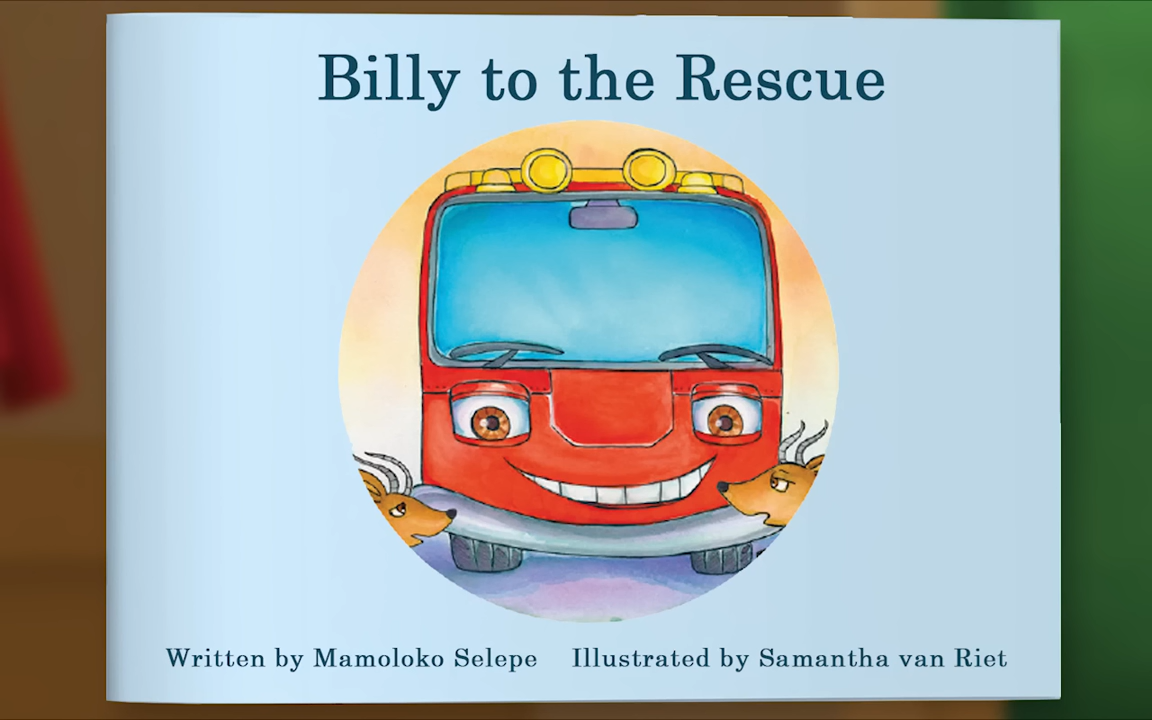 Billy to the Rescue
Written by Mamoloko Selepe Illustrated by Samantha van Riet